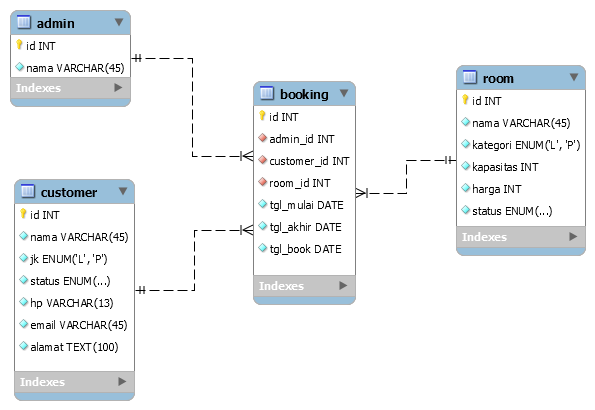 admin
id INT
nama VARCHAR(45)
Indexes
customer
id INT
nama VARCHAR(45)
jk ENUM('L', 'P')
status ENUM(...)
hp VARCHAR(13)
email VARCHAR(45)
alamat TEXT(100)
Indexes
booking
id INT
admin_id INT
customer_id INT
room_id INT
tgl_mulai DATE
tgl_akhir DATE
tgl_book DATE
Indexes
room
id INT
nama VARCHAR(45)
kategori ENUM('L', 'P')
kapasitas INT
harga INT
status ENUM(...)
Indexes